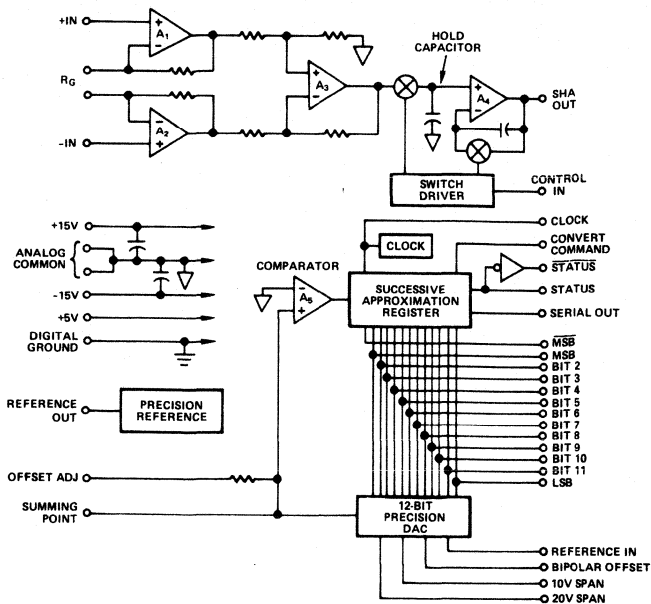 +IN
A1
RG
A2
-IN
A3
HOLD
CAPACITOR
A4
SHA
OUT
SWITCH
DRIVER
CONTROL
IN
+15V
ANALOG
COMMON
-15V
+5V
DIGITAL
GROUND
CLOCK
CLOCK
CONVERT
COMMAND
STATUS
STATUS
SERIAL OUT
COMPARATOR
A5
SUCCESSIVE
APPROXIMATION
REGISTER
MSB
MSB
BIT 2
BIT 3
BIT 4
BIT 5
BIT 6
BIT 7
BIT 8
BIT 9
BIT 10
BIT 11
LSB
REFERENCE
OUT
PRECISION
REFERENCE
OFFSET ADJ
SUMMING
POINT
12-BIT
PRECISION
DAC
REFERENCE IN
BIPOLAR OFFSET
10V SPAN
20V SPAN